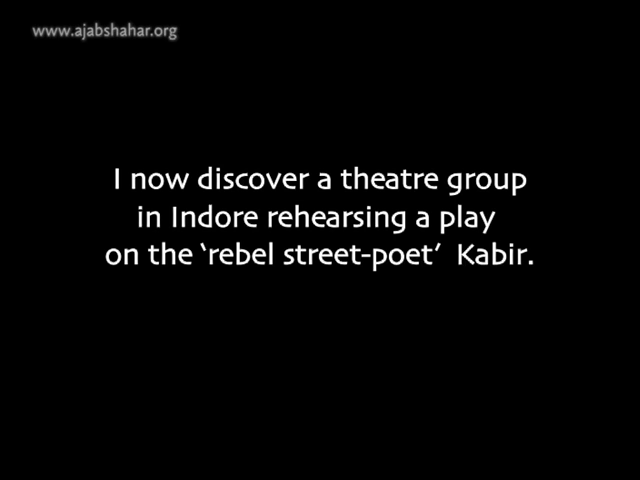 www.ajabshahar.org
I now discover a theatre group
in Indore rehearsing a play
on the ‘rebel street-poet’ Kabir.